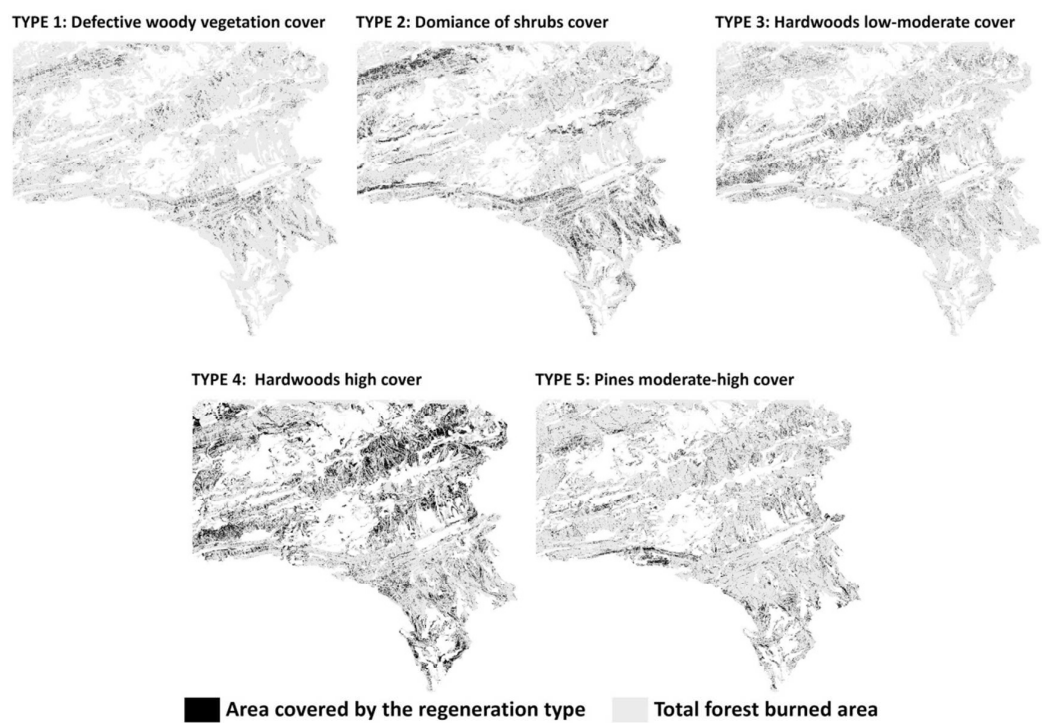 TYPE 1: Defective woody vegetation cover
TYPE 2: Domiance of shrubs cover
TYPE 3: Hardwoods low-moderate cover
TYPE 4: Hardwoods high cover
TYPE 5: Pines moderate-high cover
Area covered by the regeneration type
Total forest burned area